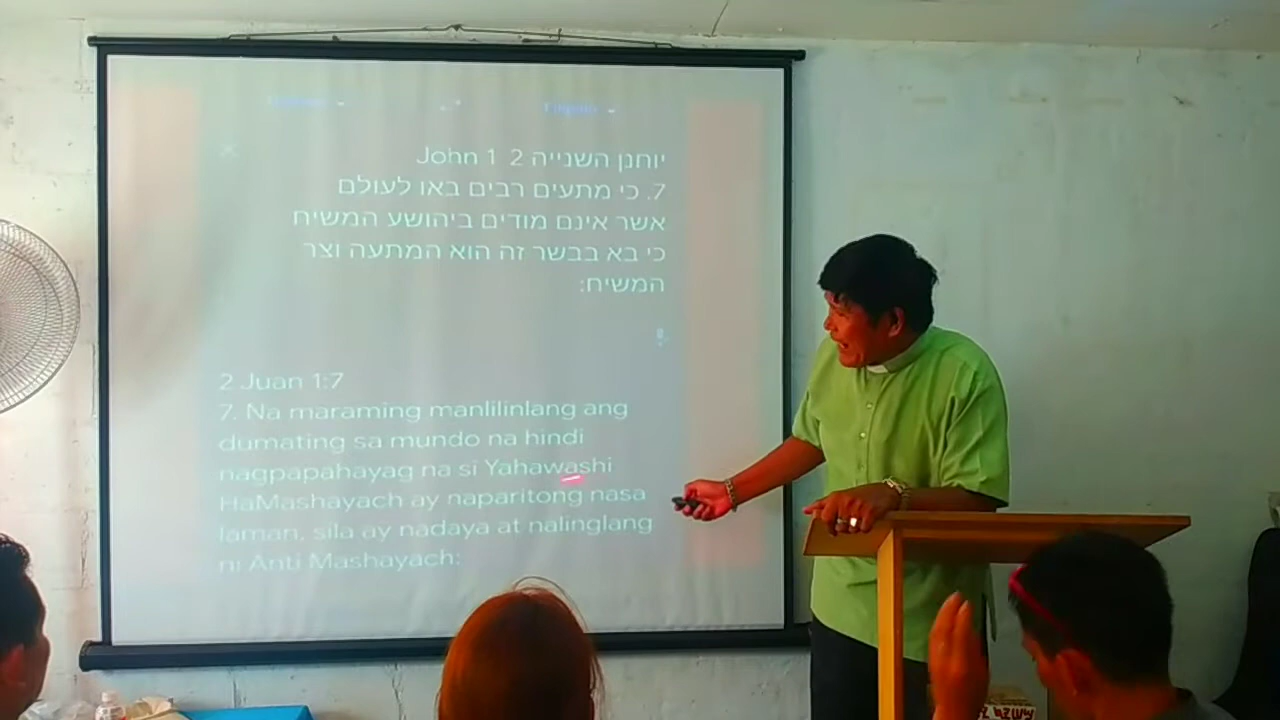 Filipino
יוחנן השנייה 2 John 1
7. כי מתעים רבים באו לעולם
אשר אינם מודים ביהושע המשיח
כי בא בבשר זה הוא המתעה וצר
המשיח:
2 Juan 1:7
7. Na maraming manlilinlang ang
dumating sa mundo na hindi
nagpapahayag na si Yahawashi
HaMashayach ay naparitong nasa
laman, sila ay nadaya at nalinglang
ni Anti Mashayach: